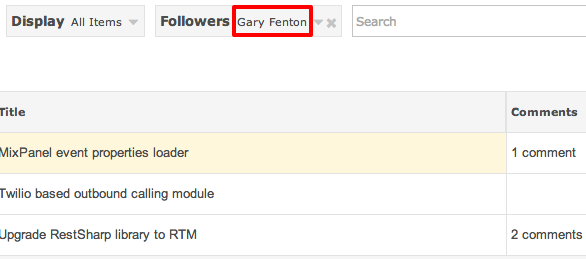 Display All Items Followers Gary Fenton Search
Title Comments
MixPanel event properties loader 1 comment
Twilio based outbound calling module
Upgrade RestSharp library to RTM 2 comments